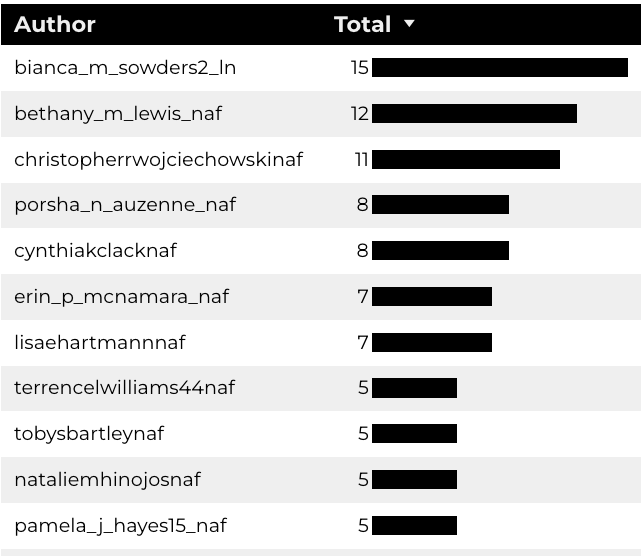 Author Total
bianca_m_sowders2_ln 15
bethany_m_lewis_naf 12
christopherrwojciechowskinaf 11
porsha_n_auzenne_naf 8
cynthiakclacknaf 8
erin_p_mcnamara_naf 7
lisaehartmannnaf 7
terrencelwilliams44naf 5
tobysbartleynaf 5
nataliemhinojosnaf 5
pamela_j_hayes15_naf 5